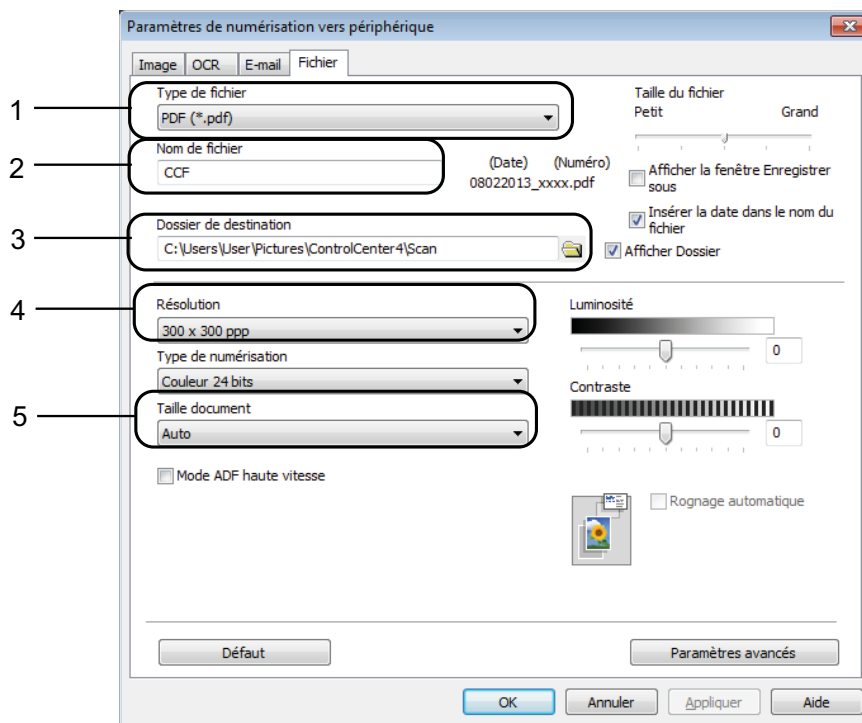 Paramètres de numérisation vers périphérique
Image OCR E-mail Fichier
1
Type de fichier
PDF (*.pdf)
Taille du fichier
Petit Grand
2
Nom de fichier
CCF
(Date) (Numéro)
08022013_xxxx.pdf
Afficher la fenêtre Enregistrer
sous
Insérer la date dans le nom du
fichier
3
Dossier de destination
C:\Users\User\Pictures\ControlCenter4\Scan
Afficher Dossier
4
Résolution
300 x 300 ppp
Luminosité
0
Type de numérisation
Couleur 24 bits
Contraste
0
5
Taille document
Auto
Mode ADF haute vitesse
Rognage automatique
Défaut
Paramètres avancés
OK Annuler Appliquer Aide